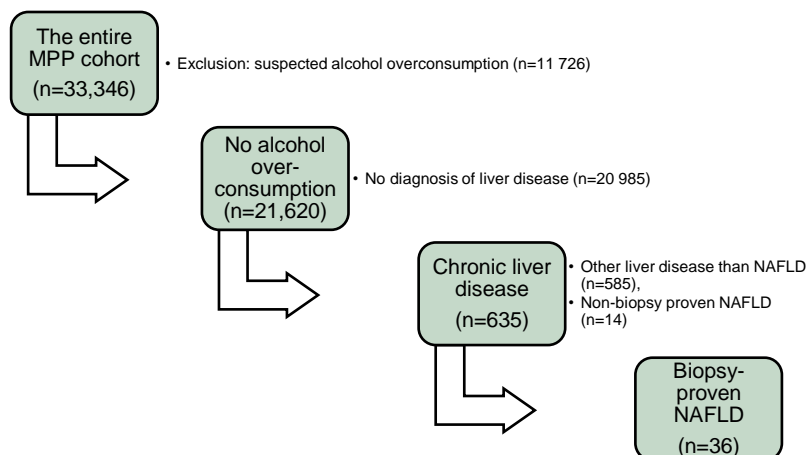 The entire
MPP cohort
(n=33,346)
• Exclusion: suspected alcohol overconsumption (n=11 726)
No alcohol
over-
consumption
(n=21,620)
• No diagnosis of liver disease (n=20 985)
Chronic liver
disease
(n=635)
• Other liver disease than NAFLD
(n=585),
• Non-biopsy proven NAFLD
(n=14)
Biopsy-
proven
NAFLD
(n=36)